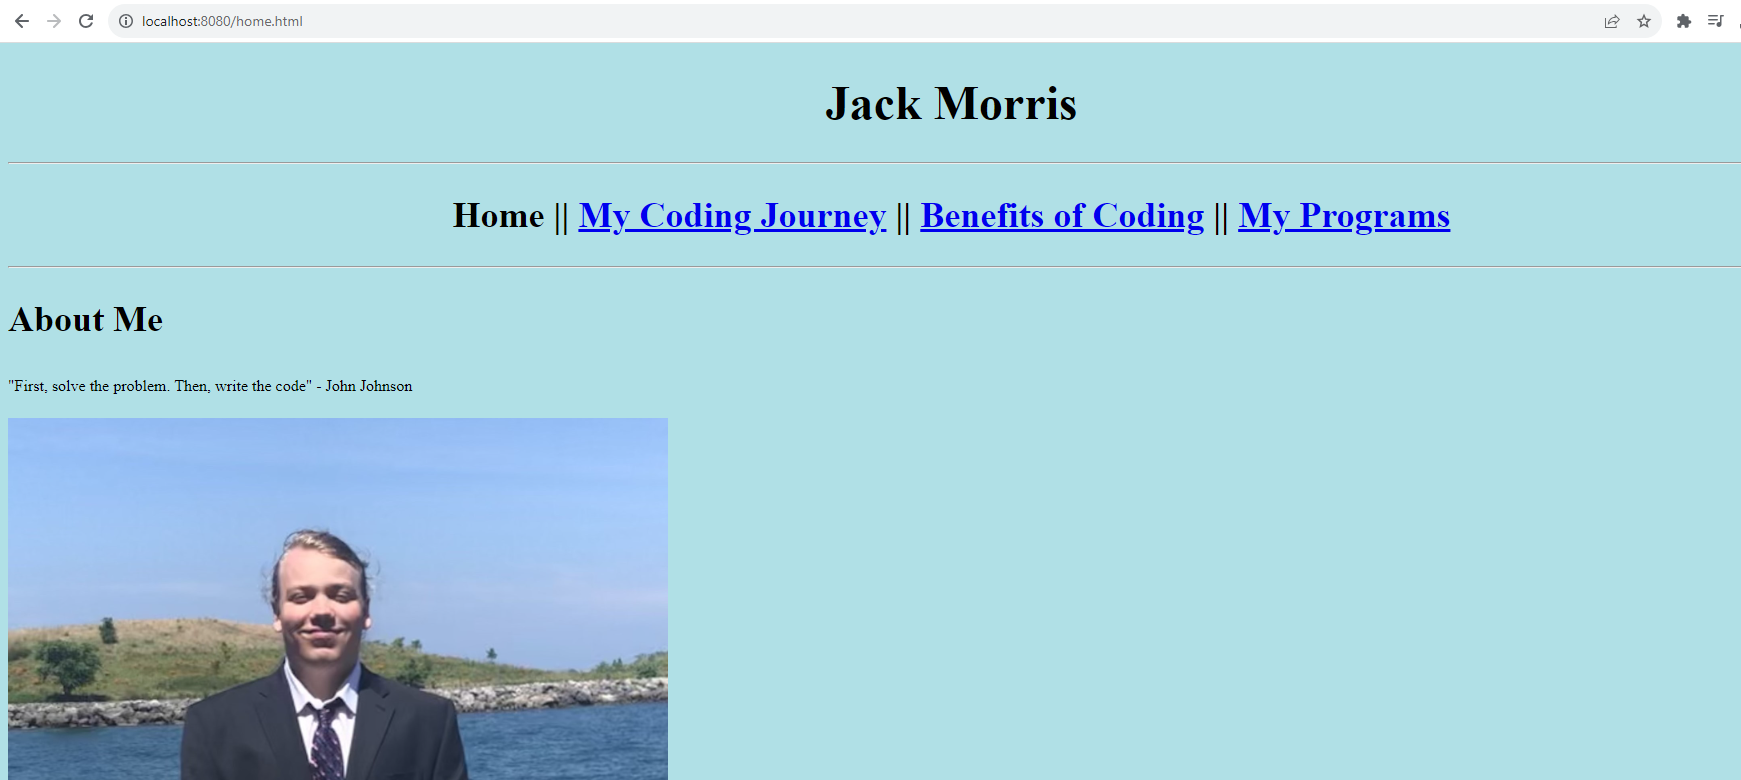 localhost:8080/home.html
Jack Morris
Home || My Coding Journey || Benefits of Coding || My Programs
About Me
"First, solve the problem. Then, write the code" - John Johnson